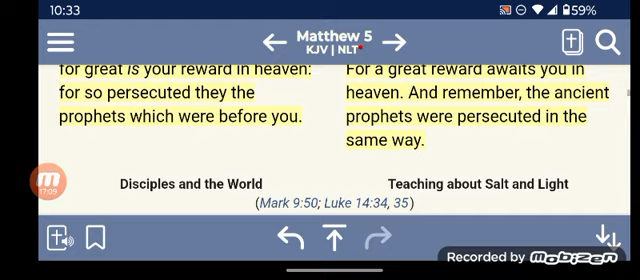 10:33
59%
Matthew 5
KJV | NLT
for great is your reward in heaven:
for so persecuted they the
prophets which were before you.
For a great reward awaits you in
heaven. And remember, the ancient
prophets were persecuted in the
same way.
17:09
Disciples and the World
Teaching about Salt and Light
(Mark 9:50; Luke 14:34, 35)
Recorded by Mobizen